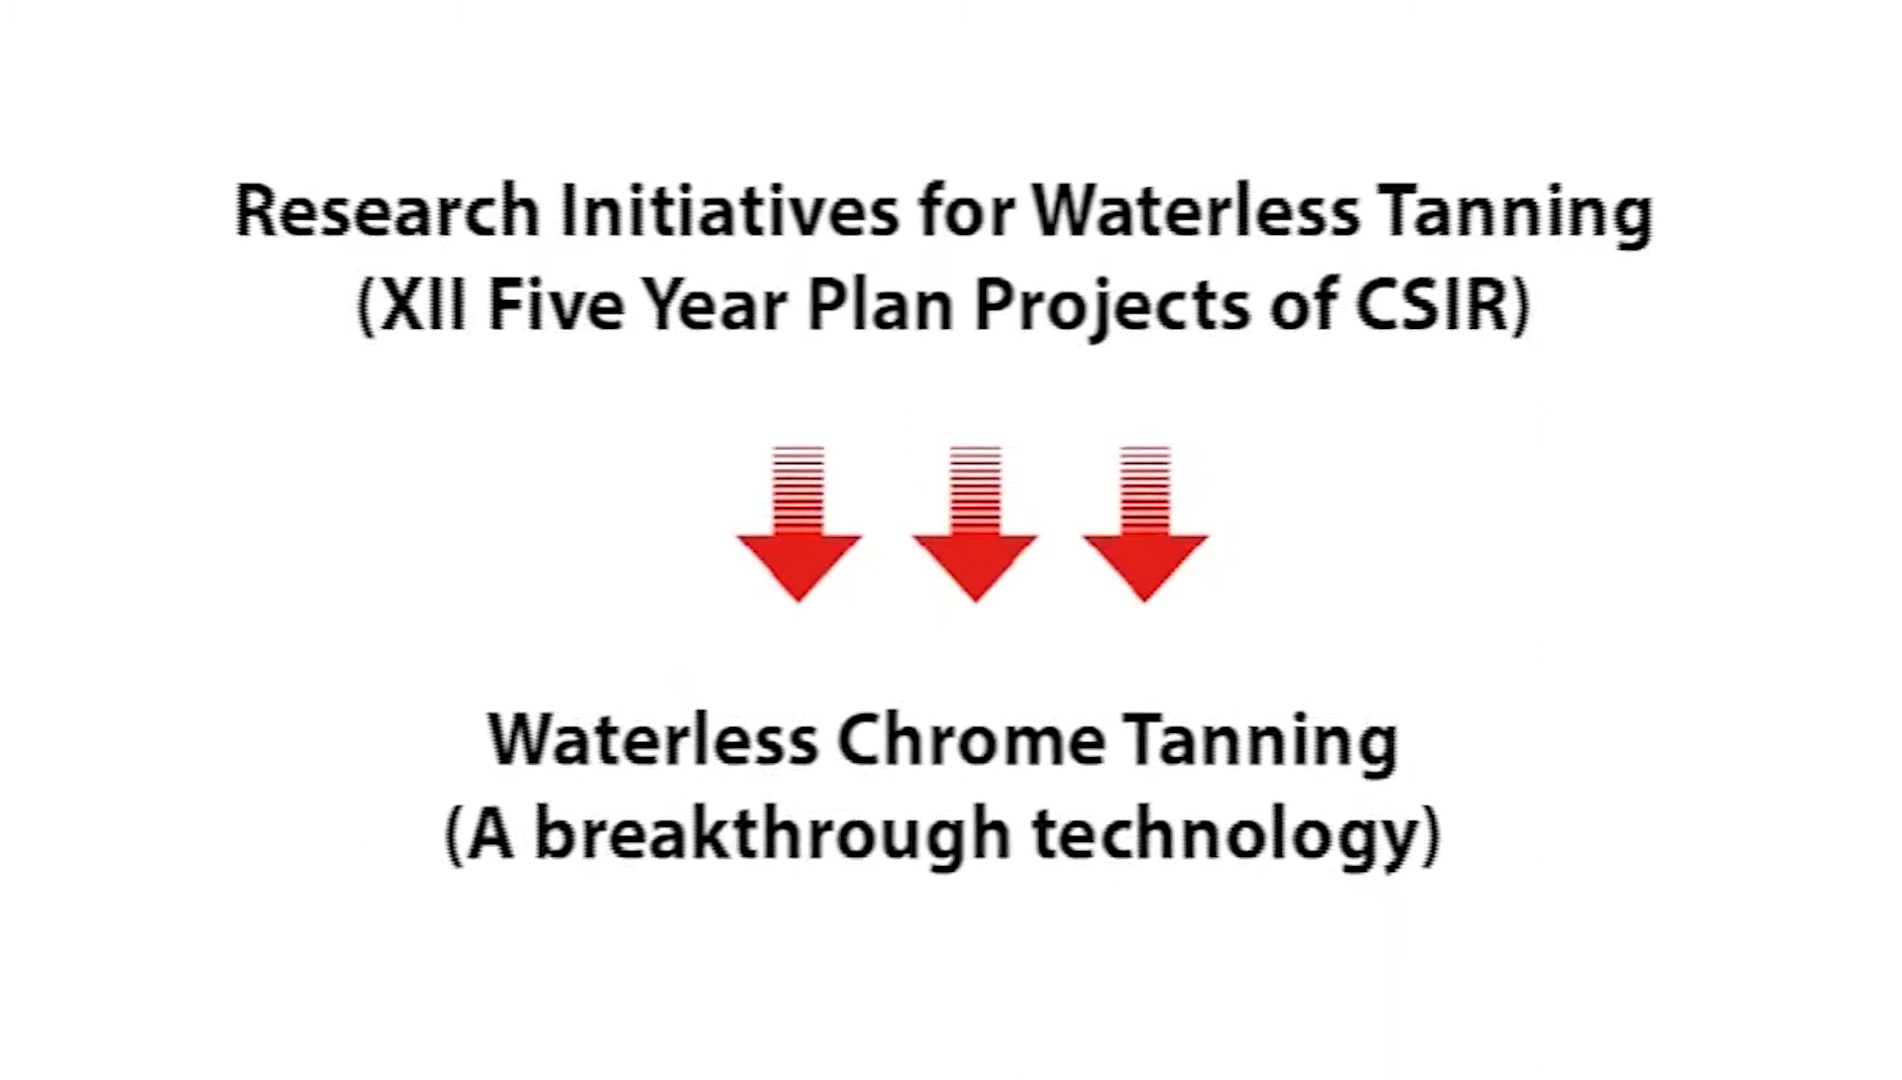 Research Initiatives for Waterless Tanning
(XII Five Year Plan Projects of CSIR)
Waterless Chrome Tanning
(A breakthrough technology)